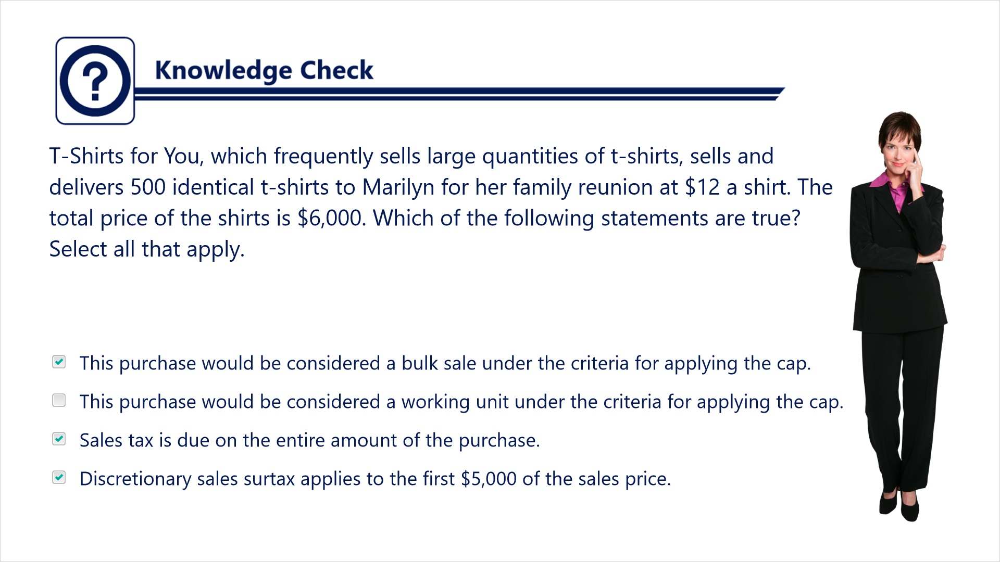 ?
Knowledge Check
T-Shirts for You, which frequently sells large quantities of t-shirts, sells and
delivers 500 identical t-shirts to Marilyn for her family reunion at $12 a shirt. The
total price of the shirts is $6,000. Which of the following statements are true?
Select all that apply.
This purchase would be considered a bulk sale under the criteria for applying the cap.
This purchase would be considered a working unit under the criteria for applying the cap.
Sales tax is due on the entire amount of the purchase.
Discretionary sales surtax applies to the first $5,000 of the sales price.